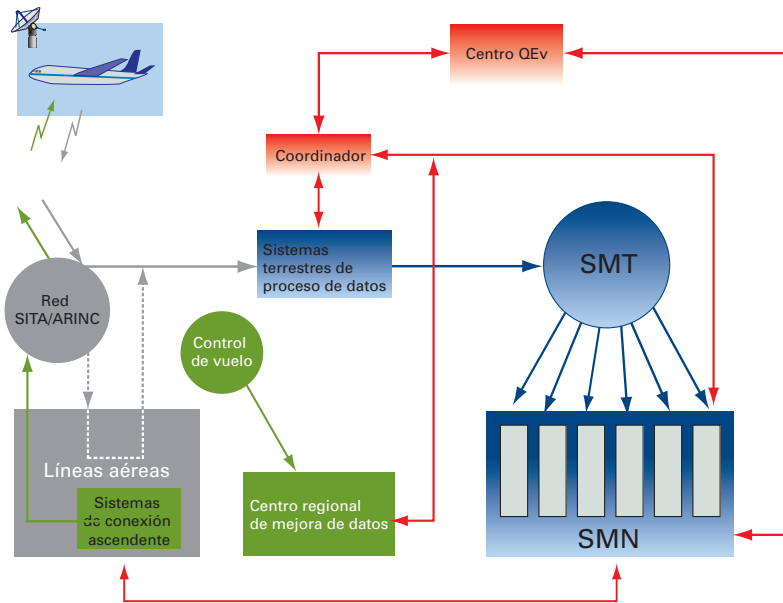 Centro QEv
Coordinador
Sistemas
terrestres de
proceso de datos
SMT
Red
SITA/ARINC
Control
de vuelo
Líneas aéreas
Sistemas
de conexión
ascendente
Centro regional
de mejora de datos
SMN